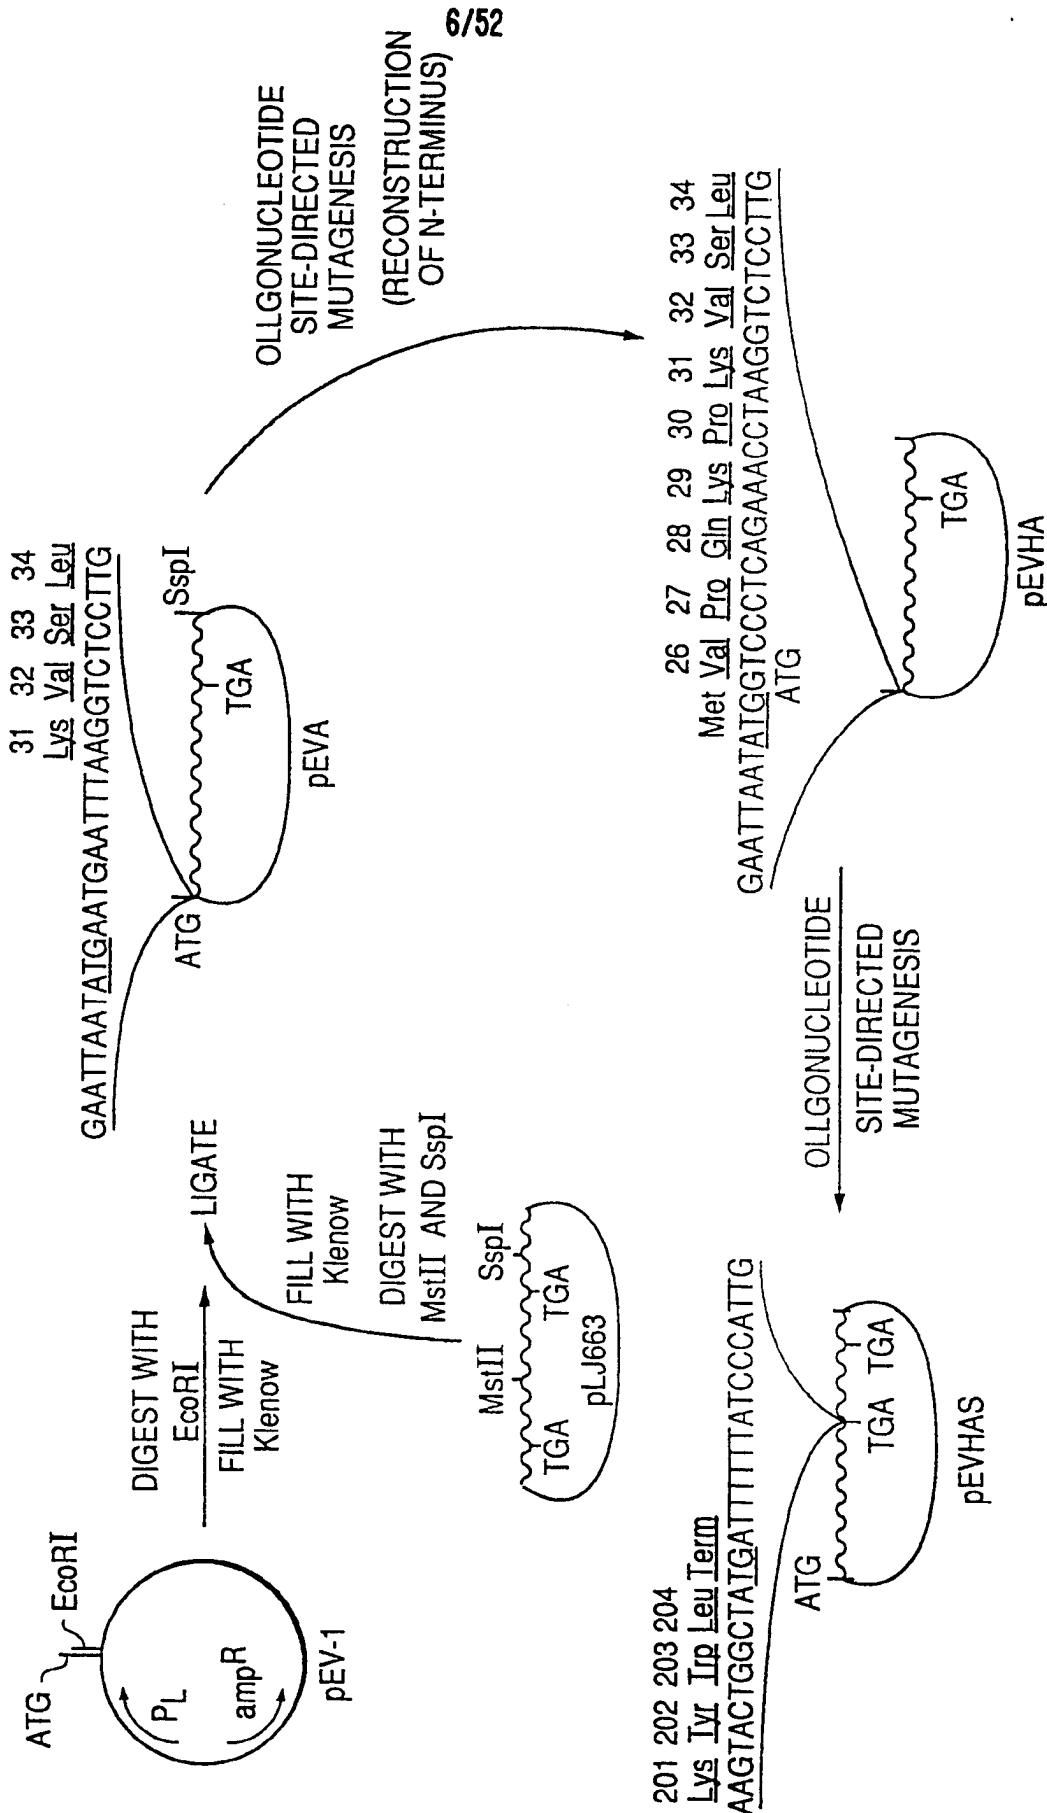 6/52
ATG
EcoRI
PL
ampR
pEV-1
DIGEST WITH
EcoRI
FILL WITH
Klenow
LIGATE
FILL WITH
Klenow
DIGEST WITH
MstII AND SspI
MstII
SspI
TGA
TGA
pLJ663
31 32 33 34
Lys Val Ser Leu
GAATTAATATGAATGAATTTAAGGTCTCCTTG
ATG
SspI
TGA
pEVA
OLLGONUCLEOTIDE
SITE-DIRECTED
MUTAGENESIS
(RECONSTRUCTION
OF N-TERMINUS)
26 27 28 29 30 31 32 33 34
Met Val Pro Gln Lys Pro Lys Val Ser Leu
GAATTAATATGGTCCCTCAGAAACCTAAGGTCTCCTTG
ATG
TGA
pEVHA
OLLGONUCLEOTIDE
SITE-DIRECTED
MUTAGENESIS
201 202 203 204
Lys Tyr Trp Leu Term
AAGTACTGGCTATGATTTTTTATCCCATTG
ATG
TGA
TGA
pEVHAS